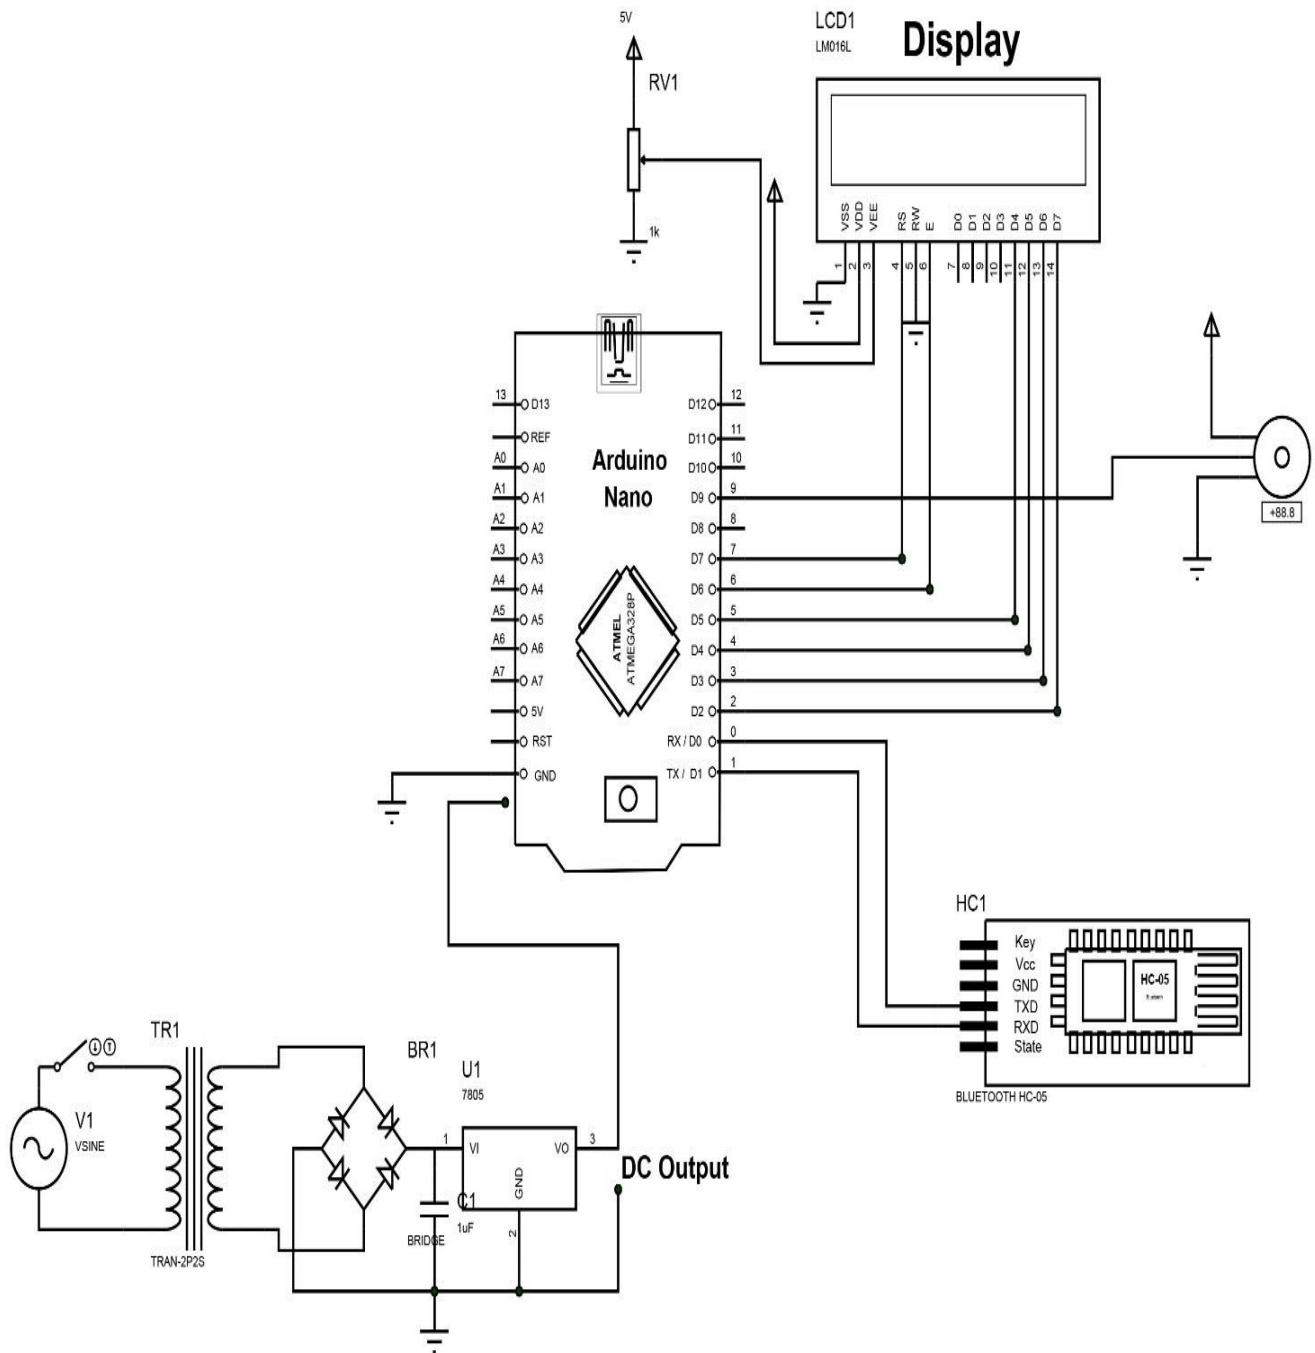 5V
RV1
1k
LCD1
LM016L
Display
VSS
VDD
VEE
RS
RW
E
D0
D1
D2
D3
D4
D5
D6
D7
1
2
3
4
5
6
7
8
9
10
11
12
13
14
13 D13
REF
A0 A0
A1 A1
A2 A2
A3 A3
A4 A4
A5 A5
A6 A6
A7 A7
5V
RST
GND
Arduino
Nano
ATMEL
ATMEGA328P
D12 12
D11 11
D10 10
D9 9
D8 8
D7 7
D6 6
D5 5
D4 4
D3 3
D2 2
RX / D0 0
TX / D1 1
+88.8
HC1
Key
Vcc
GND
TXD
RXD
State
HC-05
BLUETOOTH HC-05
TR1
TRAN-2P2S
V1
VSINE
BR1
BRIDGE
U1
7805
1
VI
VO
3
GND
2
C1
1uF
DC Output